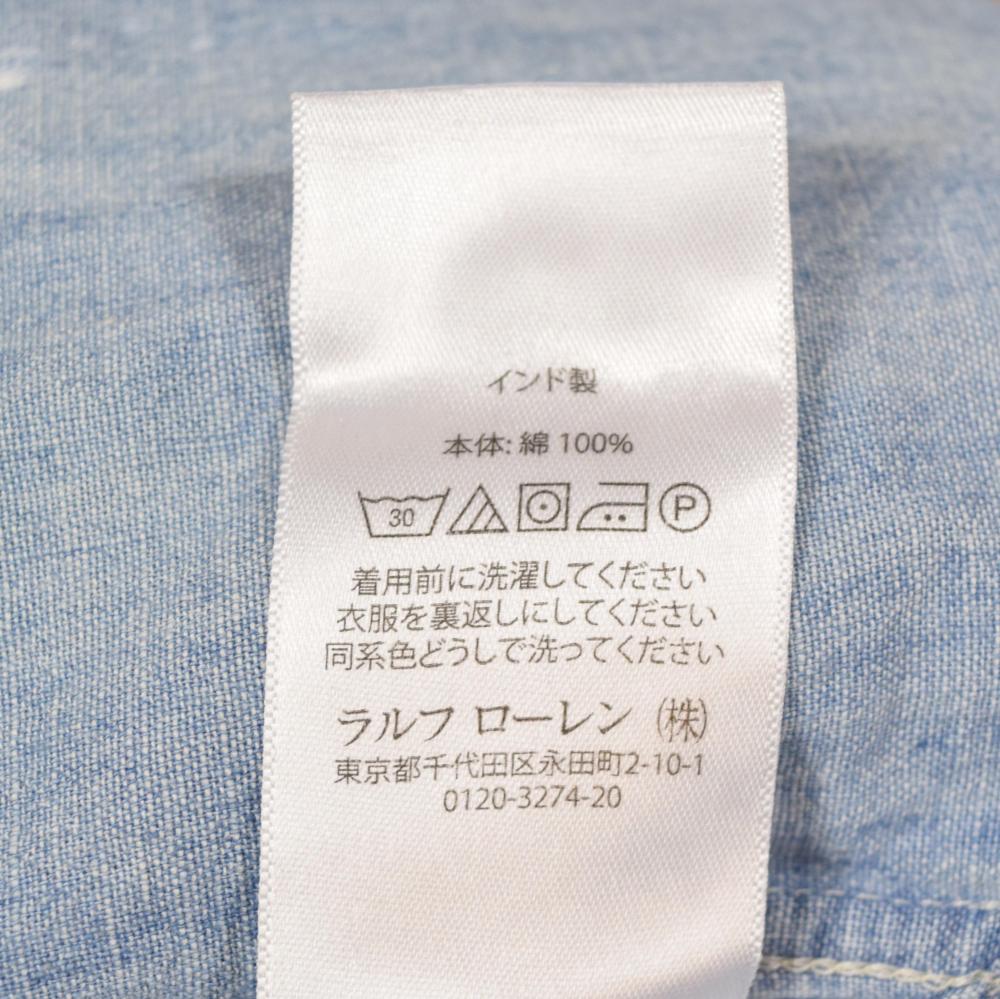 インド製
本体: 綿 100%
30 P
着用前に洗濯してください
衣服を裏返しにしてください
同系色どうしで洗ってください
ラルフ ローレン (株)
東京都千代田区永田町2-10-1
0120-3274-20